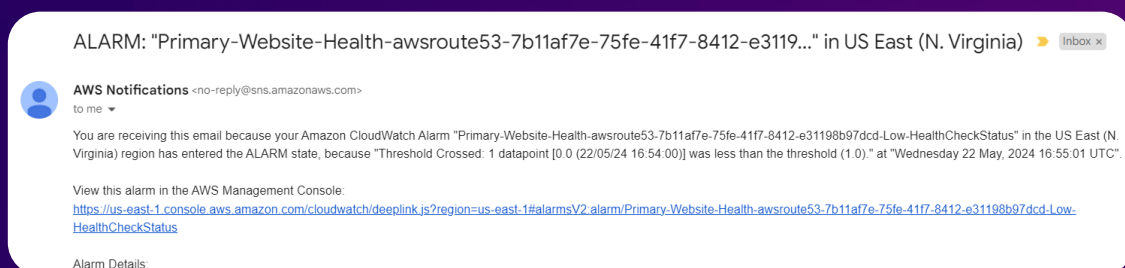 ALARM: "Primary-Website-Health-awsroute53-7b11af7e-75fe-41f7-8412-e3119..." in US East (N. Virginia) Inbox x
AWS Notifications <no-reply@sns.amazonaws.com>
to me
You are receiving this email because your Amazon CloudWatch Alarm "Primary-Website-Health-awsroute53-7b11af7e-75fe-41f7-8412-e31198b97dcd-Low-HealthCheckStatus" in the US East (N.
Virginia) region has entered the ALARM state, because "Threshold Crossed: 1 datapoint [0.0 (22/05/24 16:54:00)] was less than the threshold (1.0)." at "Wednesday 22 May, 2024 16:55:01 UTC".
View this alarm in the AWS Management Console:
https://us-east-1.console.aws.amazon.com/cloudwatch/deeplink.js?region=us-east-1#alarmsV2:alarm/Primary-Website-Health-awsroute53-7b11af7e-75fe-41f7-8412-e31198b97dcd-Low-
HealthCheckStatus
Alarm Details: